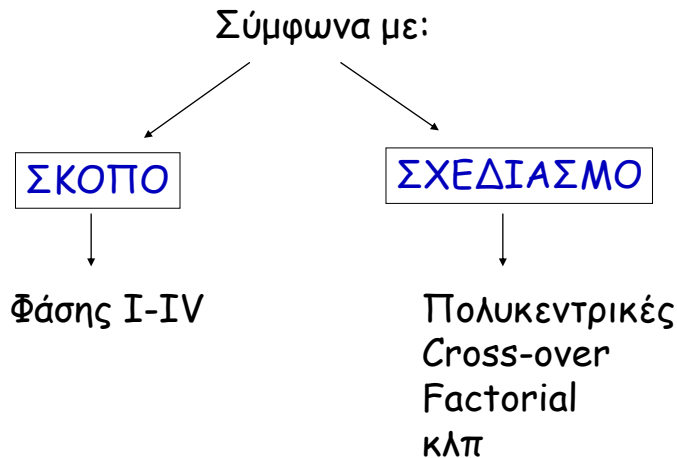 Σύμφωνα με:
ΣΚΟΠΟ
ΣΧΕΔΙΑΣΜΟ
Φάσης I-IV
Πολυκεντρικές
Cross-over
Factorial
κλπ